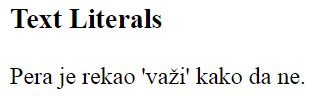 Text Literals
Pera je rekao 'važi' kako da ne.